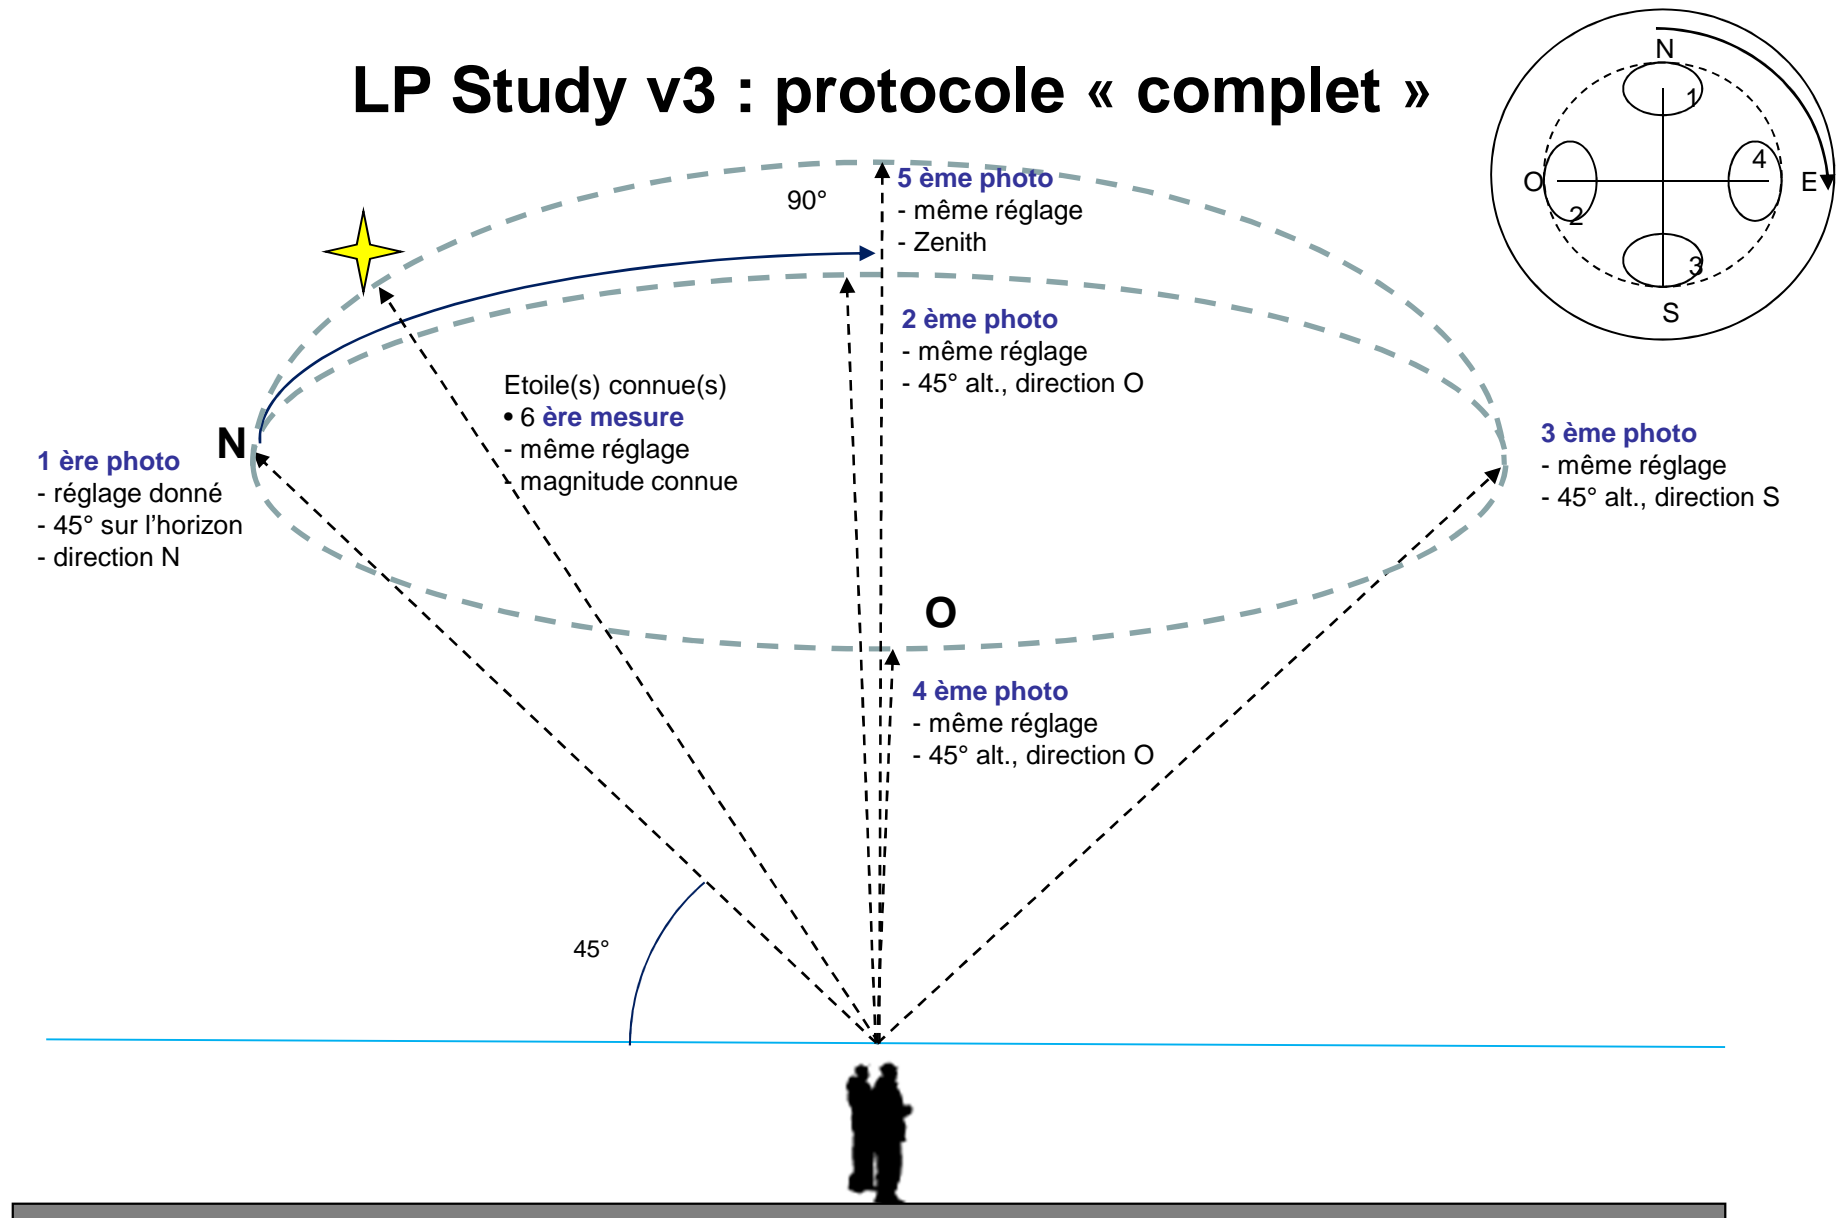 LP Study v3 : protocole « complet »
N
1
4
O
E
2
3
S
90°
5 ème photo
- même réglage
- Zenith
2 ème photo
- même réglage
- 45° alt., direction O
Etoile(s) connue(s)
• 6 ère mesure
- même réglage
- magnitude connue
N
1 ère photo
- réglage donné
- 45° sur l’horizon
- direction N
3 ème photo
- même réglage
- 45° alt., direction S
O
4 ème photo
- même réglage
- 45° alt., direction O
45°